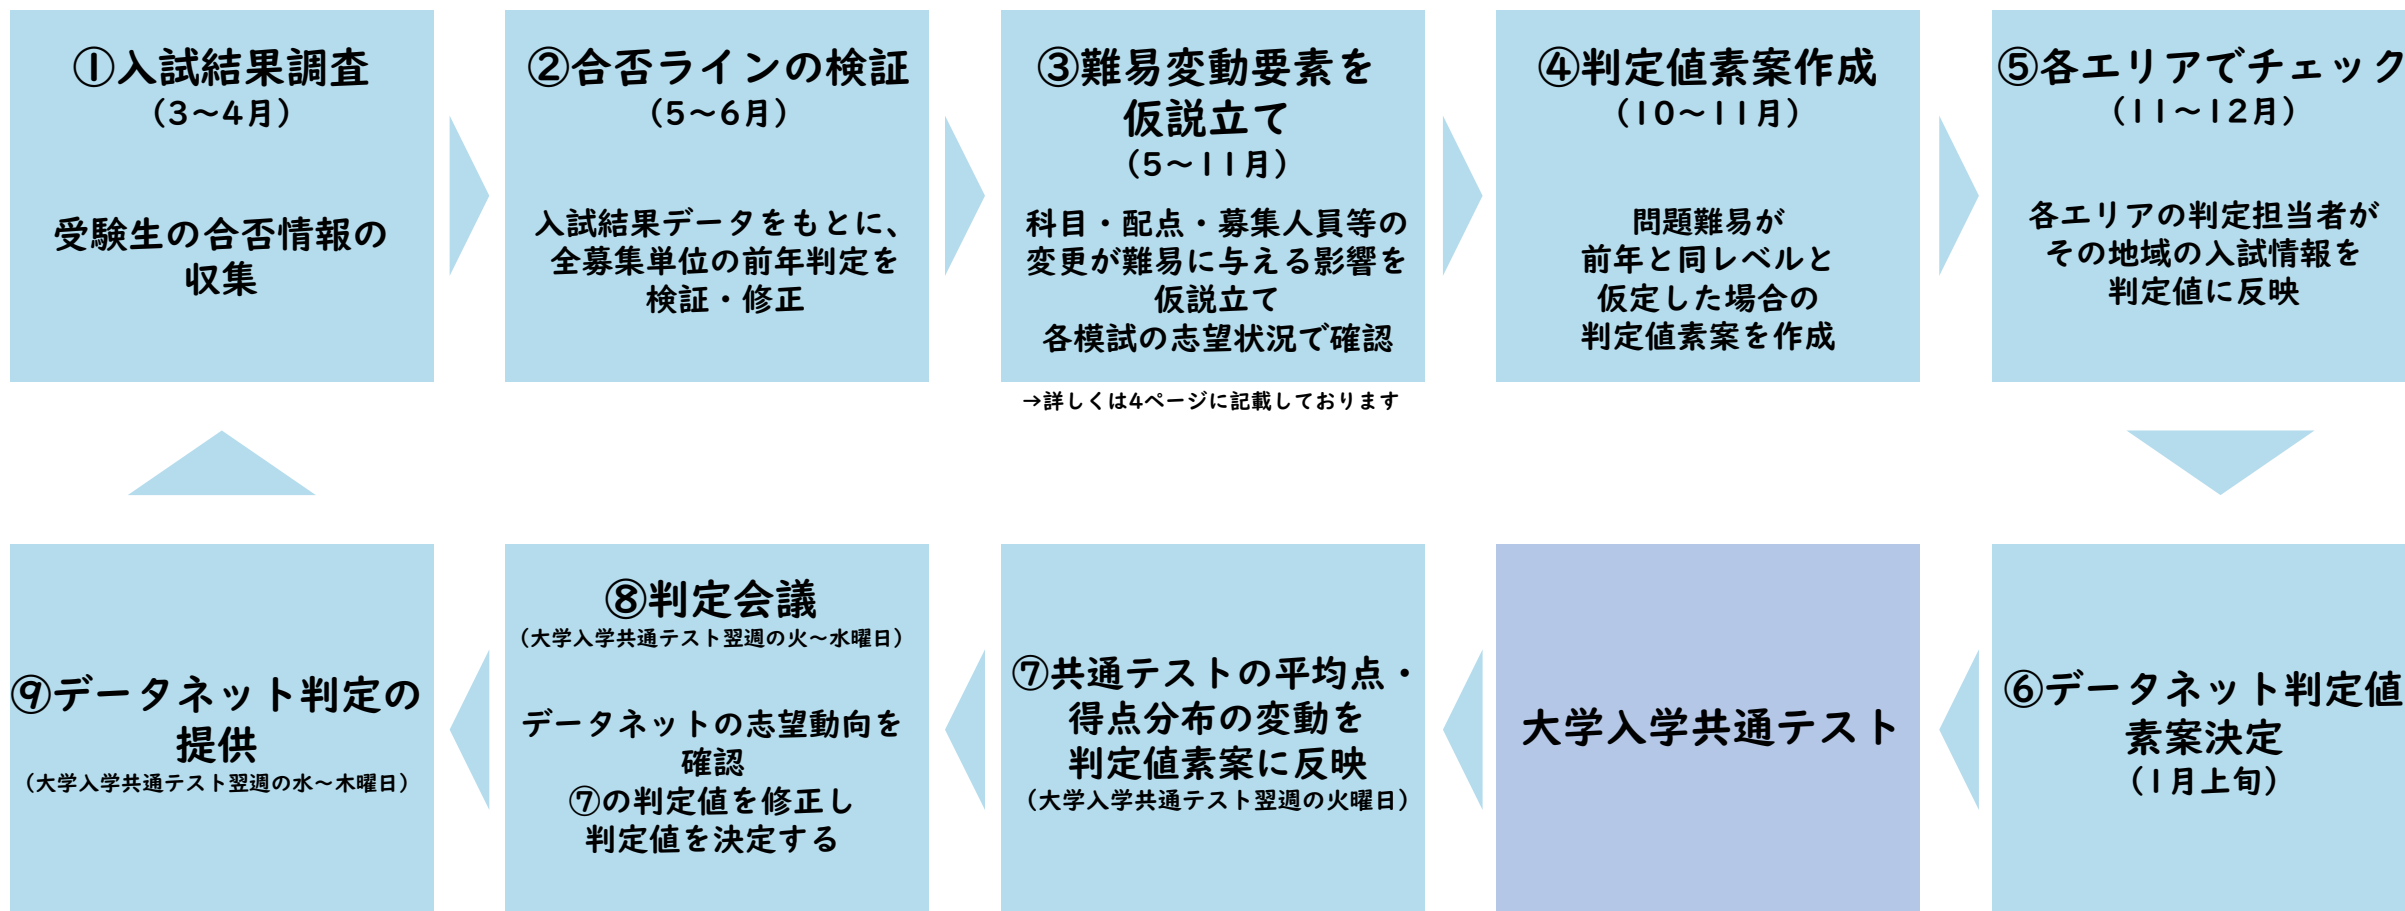 ①入試結果調査
(3~4月)
受験生の合否情報の
収集
②合否ラインの検証
(5~6月)
入試結果データをもとに、
全募集単位の前年判定を
検証・修正
③難易変動要素を
仮説立て
(5~11月)
科目・配点・募集人員等の
変更が難易に与える影響を
仮説立て
各模試の志望状況で確認
→詳しくは4ページに記載しております
④判定値素案作成
(10~11月)
問題難易が
前年と同レベルと
仮定した場合の
判定値素案を作成
⑤各エリアでチェック
(11~12月)
各エリアの判定担当者が
その地域の入試情報を
判定値に反映
⑥データネット判定値
素案決定
(1月上旬)
大学入学共通テスト
⑦共通テストの平均点・
得点分布の変動を
判定値素案に反映
(大学入学共通テスト翌週の火曜日)
⑧判定会議
(大学入学共通テスト翌週の火~水曜日)
データネットの志望動向を
確認
⑦の判定値を修正し
判定値を決定する
⑨データネット判定の
提供
(大学入学共通テスト翌週の水~木曜日)